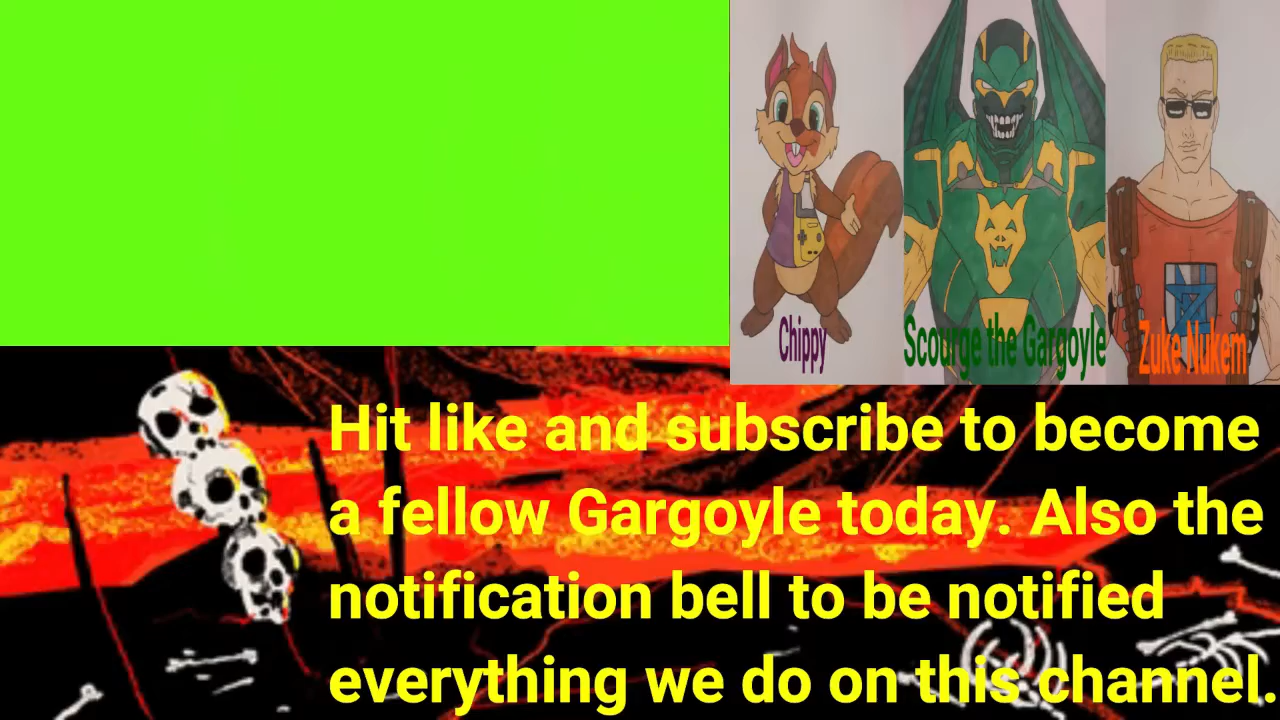 Chippy
Scourge the Gargoyle
Zuke Nukem
Hit like and subscribe to become
a fellow Gargoyle today. Also the
notification bell to be notified
everything we do on this channel.